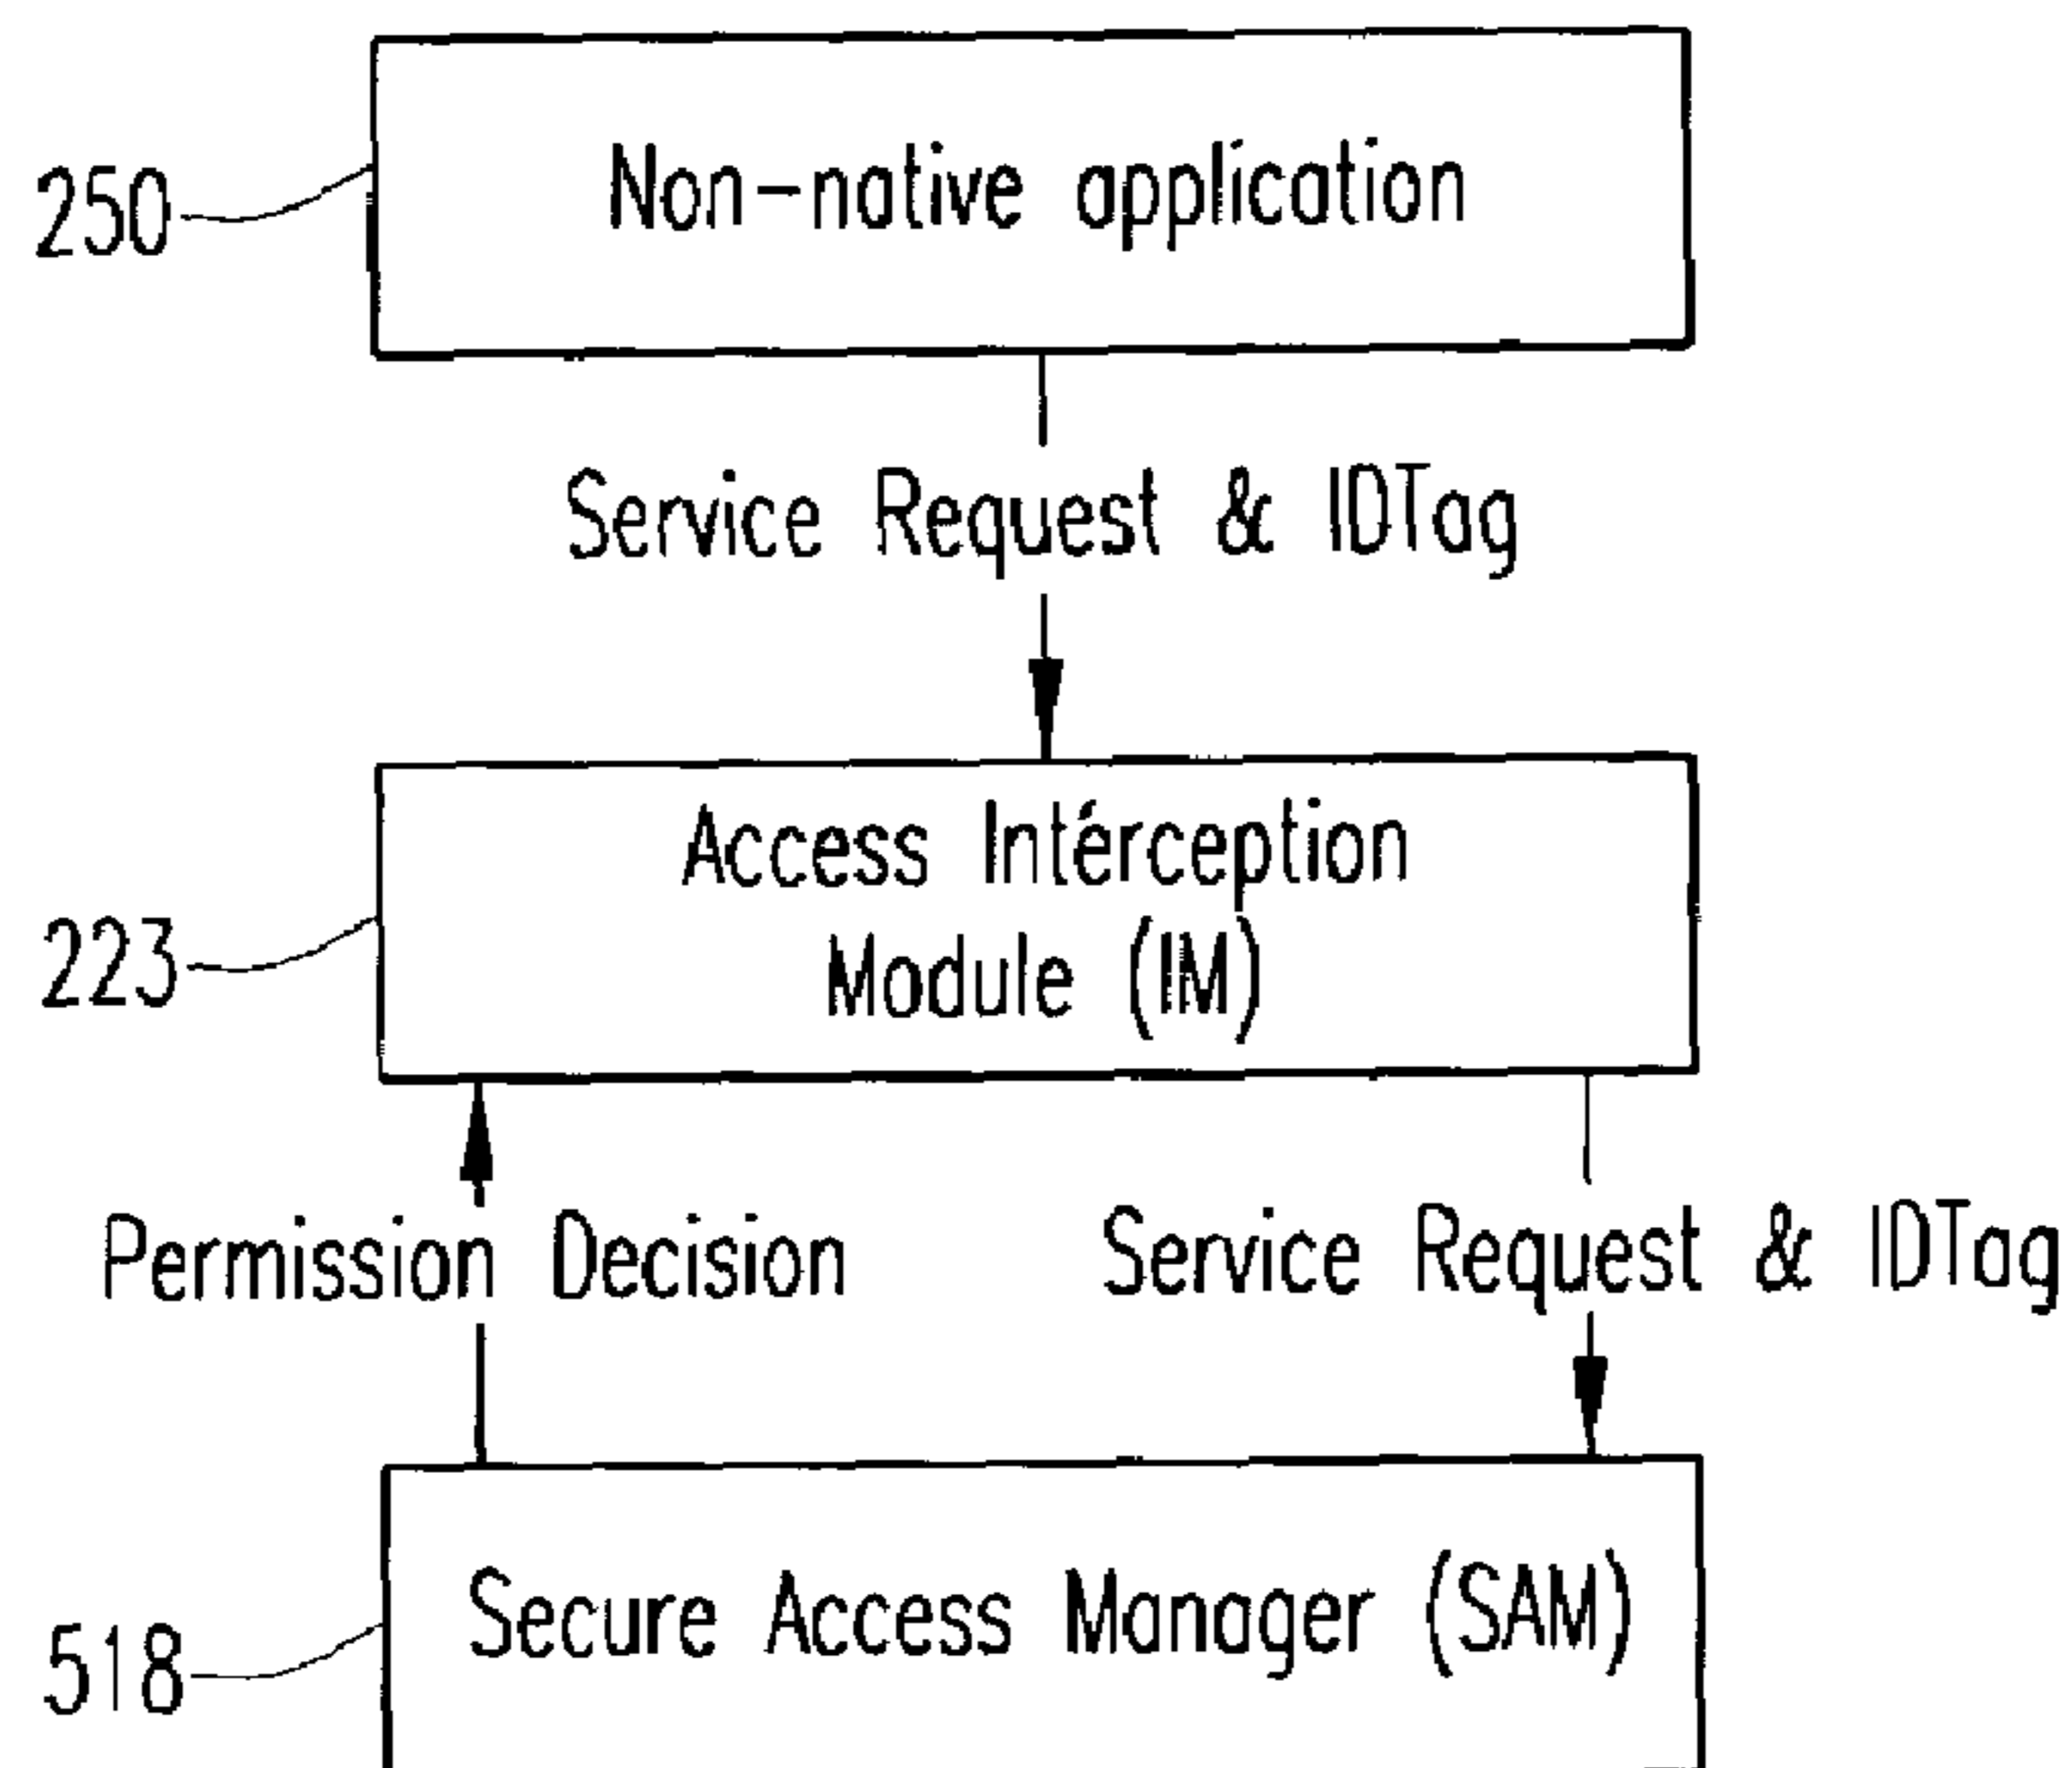 250
Non-native application
Service Request & IDTag
223
Access Intérception
Module (IM)
Permission Decision
Service Request & IDTag
518
Secure Access Manager (SAM)